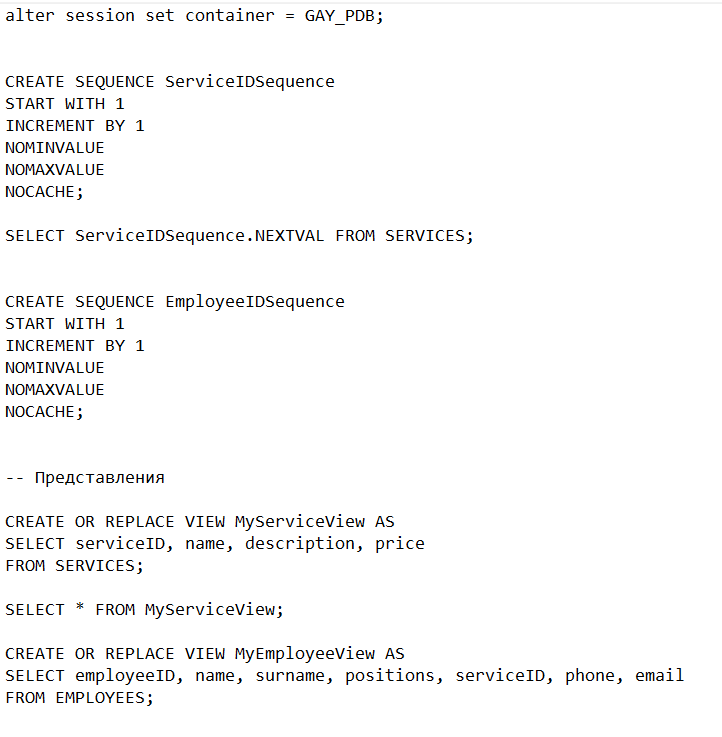 alter session set container = GAY_PDB;
CREATE SEQUENCE ServiceIDSequence
START WITH 1
INCREMENT BY 1
NOMINVALUE
NOMAXVALUE
NOCACHE;
SELECT ServiceIDSequence.NEXTVAL FROM SERVICES;
CREATE SEQUENCE EmployeeIDSequence
START WITH 1
INCREMENT BY 1
NOMINVALUE
NOMAXVALUE
NOCACHE;
-- Представления
CREATE OR REPLACE VIEW MyServiceView AS
SELECT serviceID, name, description, price
FROM SERVICES;
SELECT * FROM MyServiceView;
CREATE OR REPLACE VIEW MyEmployeeView AS
SELECT employeeID, name, surname, positions, serviceID, phone, email
FROM EMPLOYEES;